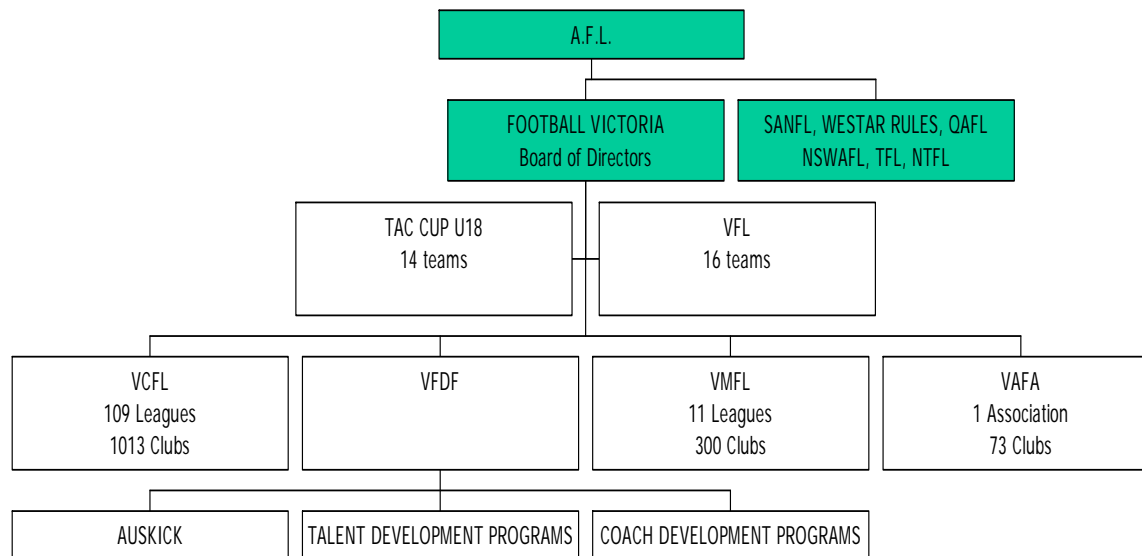 A.F.L.
FOOTBALL VICTORIA
Board of Directors
SANFL, WESTAR RULES, QAFL
NSWAFL, TFL, NTFL
TAC CUP U18
14 teams
VFL
16 teams
VCFL
109 Leagues
1013 Clubs
VFDF
VMFL
11 Leagues
300 Clubs
VAFA
1 Association
73 Clubs
AUSKICK
TALENT DEVELOPMENT PROGRAMS
COACH DEVELOPMENT PROGRAMS